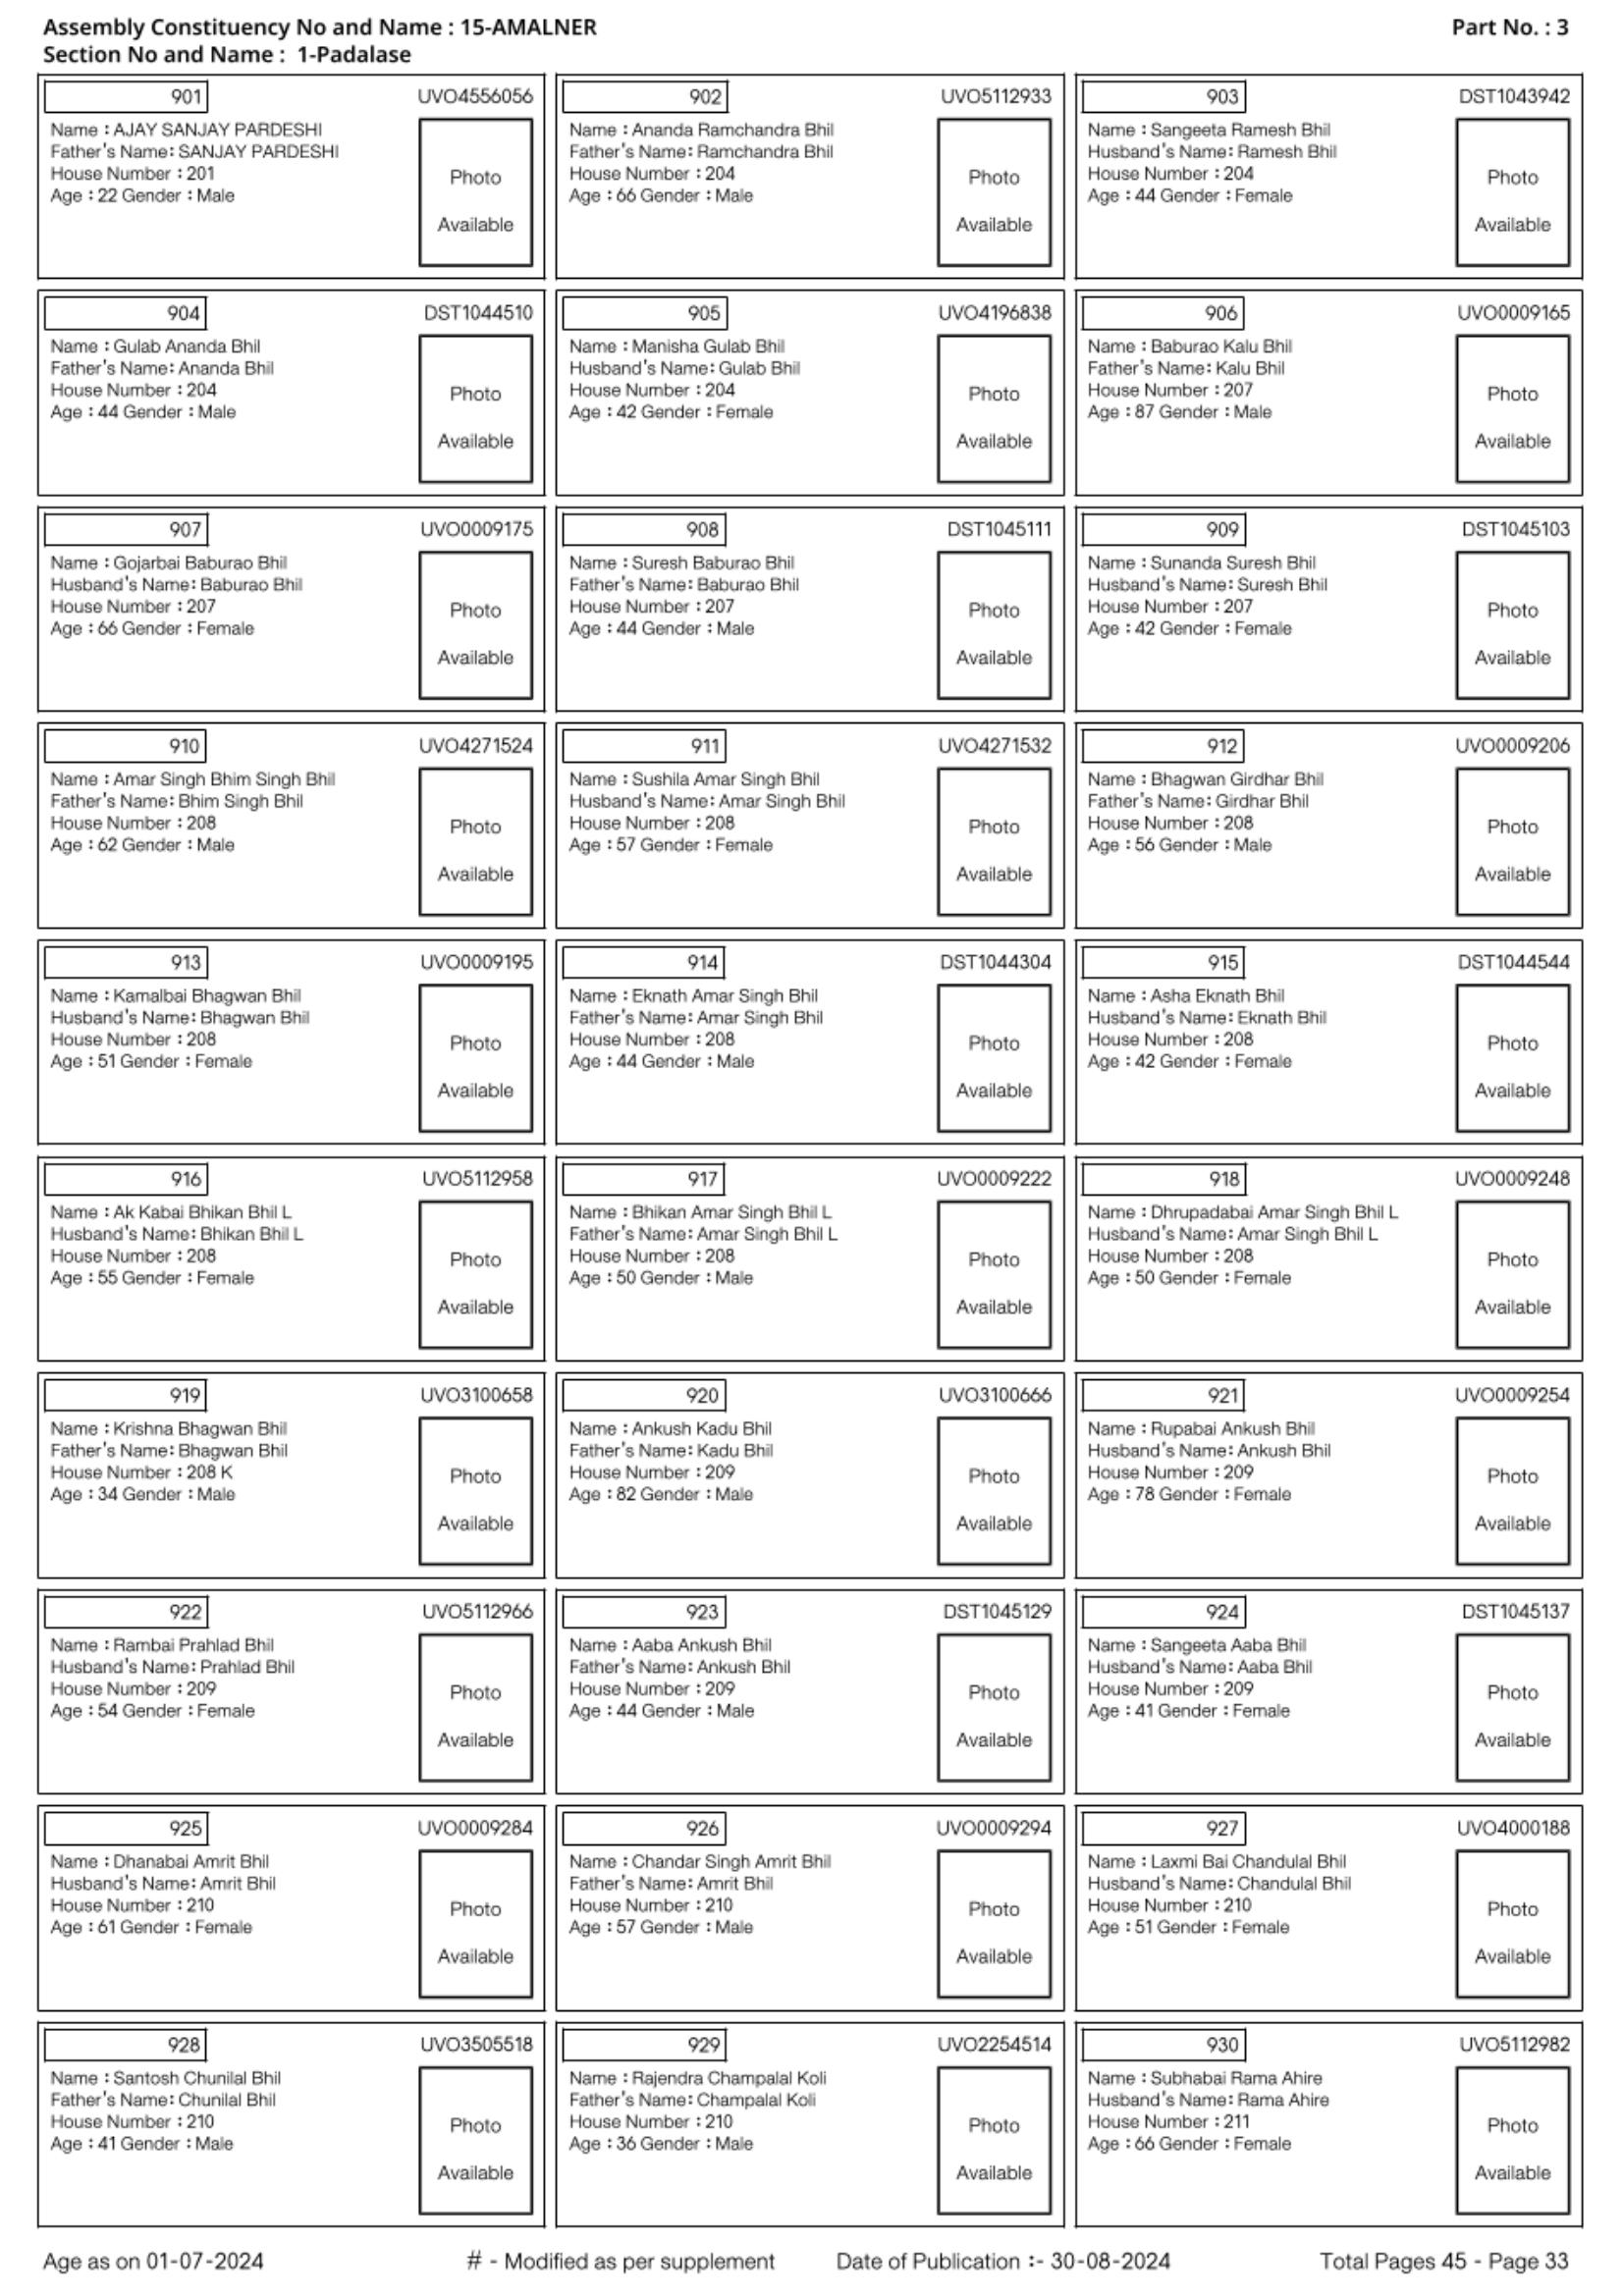 Assembly Constituency No and Name : 15-AMALNER
Part No. : 3
Section No and Name : 1-Padalase
901
UVO4556056
Name : AJAY SANJAY PARDESHI
Father's Name: SANJAY PARDESHI
House Number : 201
Age : 22 Gender : Male
Photo
Available
902
UVO5112933
Name : Ananda Ramchandra Bhil
Father's Name: Ramchandra Bhil
House Number : 204
Age : 66 Gender : Male
Photo
Available
903
DST1043942
Name : Sangeeta Ramesh Bhil
Husband's Name: Ramesh Bhil
House Number : 204
Age : 44 Gender : Female
Photo
Available
904
DST1044510
Name : Gulab Ananda Bhil
Father's Name: Ananda Bhil
House Number : 204
Age : 44 Gender : Male
Photo
Available
905
UVO4196838
Name : Manisha Gulab Bhil
Husband's Name: Gulab Bhil
House Number : 204
Age : 42 Gender : Female
Photo
Available
906
UVO0009165
Name : Baburao Kalu Bhil
Father's Name: Kalu Bhil
House Number : 207
Age : 87 Gender : Male
Photo
Available
907
UVO0009175
Name : Gojarbai Baburao Bhil
Husband's Name: Baburao Bhil
House Number : 207
Age : 66 Gender : Female
Photo
Available
908
DST1045111
Name : Suresh Baburao Bhil
Father's Name: Baburao Bhil
House Number : 207
Age : 44 Gender : Male
Photo
Available
909
DST1045103
Name : Sunanda Suresh Bhil
Husband's Name: Suresh Bhil
House Number : 207
Age : 42 Gender : Female
Photo
Available
910
UVO4271524
Name : Amar Singh Bhim Singh Bhil
Father's Name: Bhim Singh Bhil
House Number : 208
Age : 62 Gender : Male
Photo
Available
911
UVO4271532
Name : Sushila Amar Singh Bhil
Husband's Name: Amar Singh Bhil
House Number : 208
Age : 57 Gender : Female
Photo
Available
912
UVO0009206
Name : Bhagwan Girdhar Bhil
Father's Name: Girdhar Bhil
House Number : 208
Age : 56 Gender : Male
Photo
Available
913
UVO0009195
Name : Kamalbai Bhagwan Bhil
Husband's Name: Bhagwan Bhil
House Number : 208
Age : 51 Gender : Female
Photo
Available
914
DST1044304
Name : Eknath Amar Singh Bhil
Father's Name: Amar Singh Bhil
House Number : 208
Age : 44 Gender : Male
Photo
Available
915
DST1044544
Name : Asha Eknath Bhil
Husband's Name: Eknath Bhil
House Number : 208
Age : 42 Gender : Female
Photo
Available
916
UVO5112958
Name : Ak Kabai Bhikan Bhil L
Husband's Name: Bhikan Bhil L
House Number : 208
Age : 55 Gender : Female
Photo
Available
917
UVO0009222
Name : Bhikan Amar Singh Bhil L
Father's Name: Amar Singh Bhil L
House Number : 208
Age : 50 Gender : Male
Photo
Available
918
UVO0009248
Name : Dhrupadabai Amar Singh Bhil L
Husband's Name: Amar Singh Bhil L
House Number : 208
Age : 50 Gender : Female
Photo
Available
919
UVO3100658
Name : Krishna Bhagwan Bhil
Father's Name: Bhagwan Bhil
House Number : 208 K
Age : 34 Gender : Male
Photo
Available
920
UVO3100666
Name : Ankush Kadu Bhil
Father's Name: Kadu Bhil
House Number : 209
Age : 82 Gender : Male
Photo
Available
921
UVO0009254
Name : Rupabai Ankush Bhil
Husband's Name: Ankush Bhil
House Number : 209
Age : 78 Gender : Female
Photo
Available
922
UVO5112966
Name : Rambai Prahlad Bhil
Husband's Name: Prahlad Bhil
House Number : 209
Age : 54 Gender : Female
Photo
Available
923
DST1045129
Name : Aaba Ankush Bhil
Father's Name: Ankush Bhil
House Number : 209
Age : 44 Gender : Male
Photo
Available
924
DST1045137
Name : Sangeeta Aaba Bhil
Husband's Name: Aaba Bhil
House Number : 209
Age : 41 Gender : Female
Photo
Available
925
UVO0009284
Name : Dhanabai Amrit Bhil
Husband's Name: Amrit Bhil
House Number : 210
Age : 61 Gender : Female
Photo
Available
926
UVO0009294
Name : Chandar Singh Amrit Bhil
Father's Name: Amrit Bhil
House Number : 210
Age : 57 Gender : Male
Photo
Available
927
UVO4000188
Name : Laxmi Bai Chandulal Bhil
Husband's Name: Chandulal Bhil
House Number : 210
Age : 51 Gender : Female
Photo
Available
928
UVO3505518
Name : Santosh Chunilal Bhil
Father's Name: Chunilal Bhil
House Number : 210
Age : 41 Gender : Male
Photo
Available
929
UVO2254514
Name : Rajendra Champalal Koli
Father's Name: Champalal Koli
House Number : 210
Age : 36 Gender : Male
Photo
Available
930
UVO5112982
Name : Subhabai Rama Ahire
Husband's Name: Rama Ahire
House Number : 211
Age : 66 Gender : Female
Photo
Available
Age as on 01-07-2024
# - Modified as per supplement
Date of Publication :- 30-08-2024
Total Pages 45 - Page 33